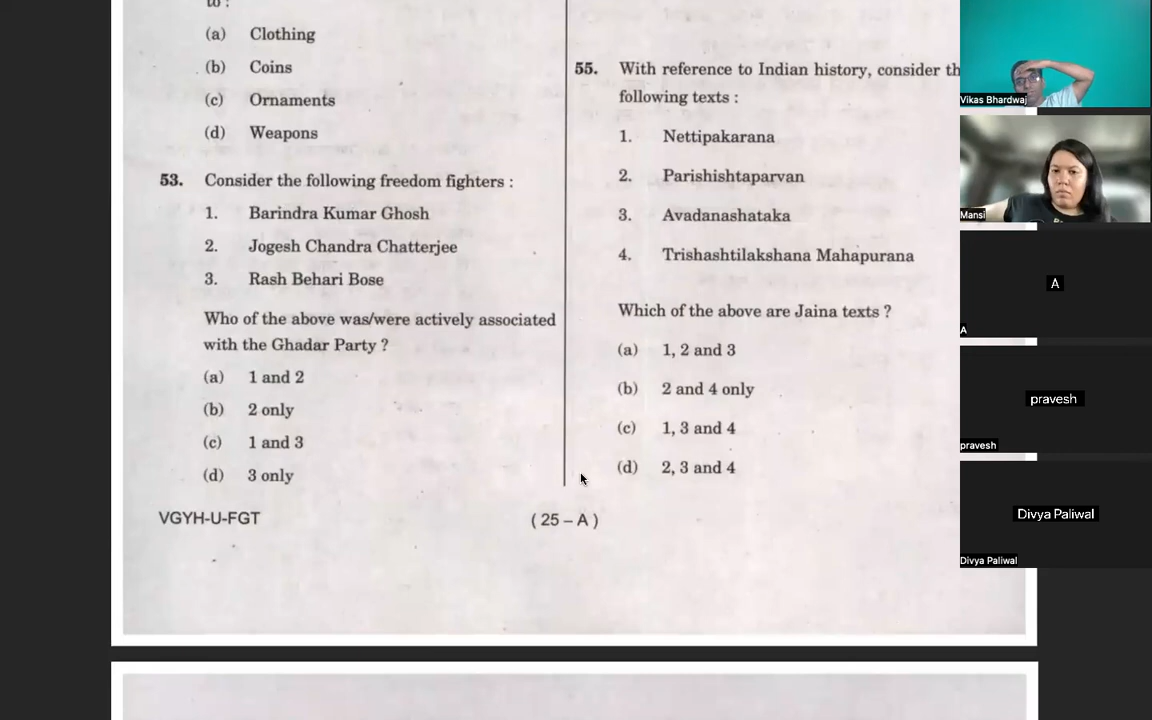 to :
(a) Clothing
(b) Coins
(c) Ornaments
(d) Weapons
53. Consider the following freedom fighters :
1. Barindra Kumar Ghosh
2. Jogesh Chandra Chatterjee
3. Rash Behari Bose
Who of the above was/were actively associated
with the Ghadar Party ?
(a) 1 and 2
(b) 2 only
(c) 1 and 3
(d) 3 only
55. With reference to Indian history, consider th
following texts :
1. Nettipakarana
2. Parishishtaparvan
3. Avadanashataka
4. Trishashtilakshana Mahapurana
Which of the above are Jaina texts ?
(a) 1, 2 and 3
(b) 2 and 4 only
(c) 1, 3 and 4
(d) 2, 3 and 4
VGYH-U-FGT
( 25 – A )
Vikas Bhardwaj
Mansi
A
A
pravesh
pravesh
Divya Paliwal
Divya Paliwal